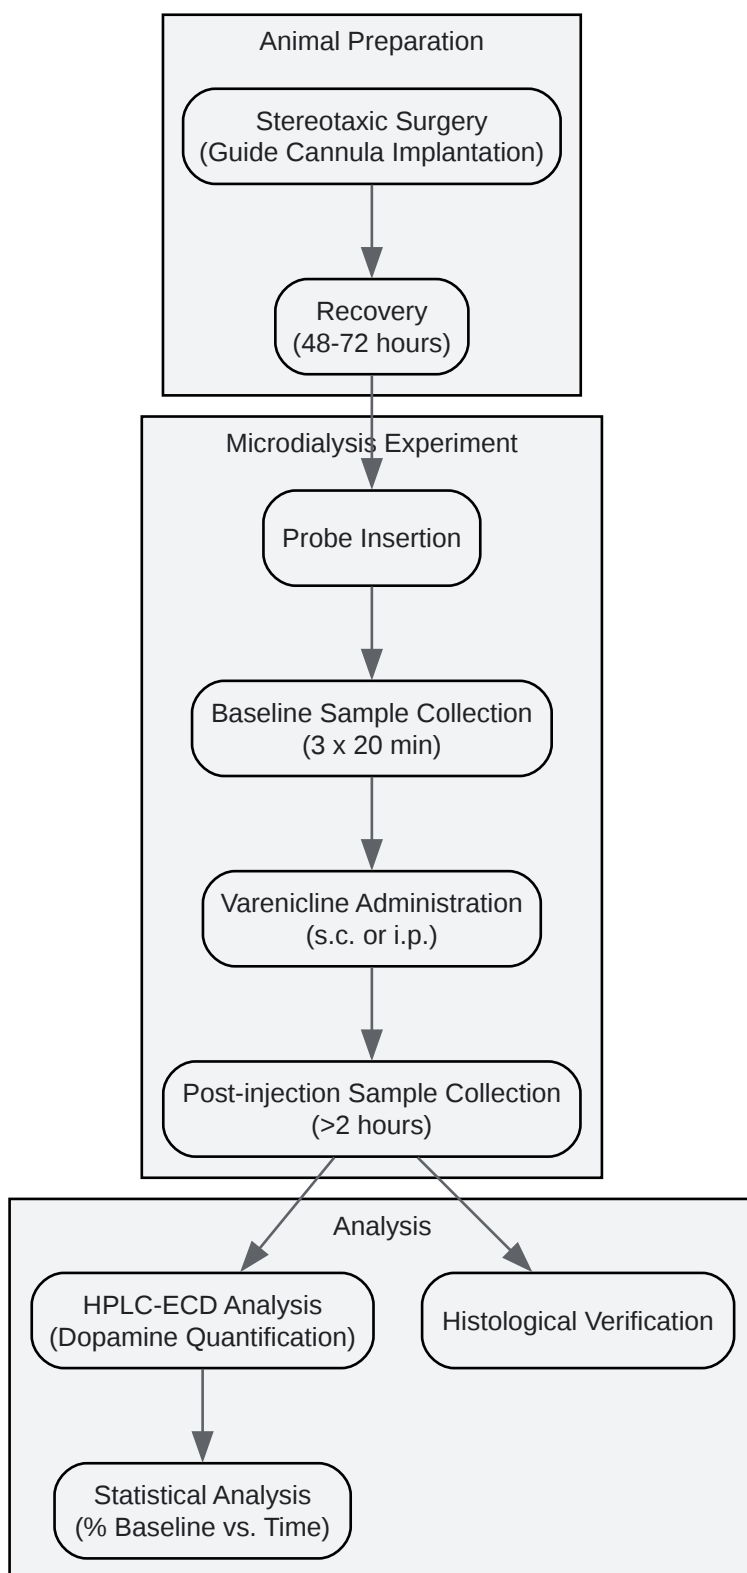 Animal Preparation
Stereotaxic Surgery
(Guide Cannula Implantation)
Recovery
(48-72 hours)
Microdialysis Experiment
Probe Insertion
Baseline Sample Collection
(3 x 20 min)
Varenicline Administration
(s.c. or i.p.)
Post-injection Sample Collection
(>2 hours)
Analysis
HPLC-ECD Analysis
(Dopamine Quantification)
Histological Verification
Statistical Analysis
(% Baseline vs. Time)